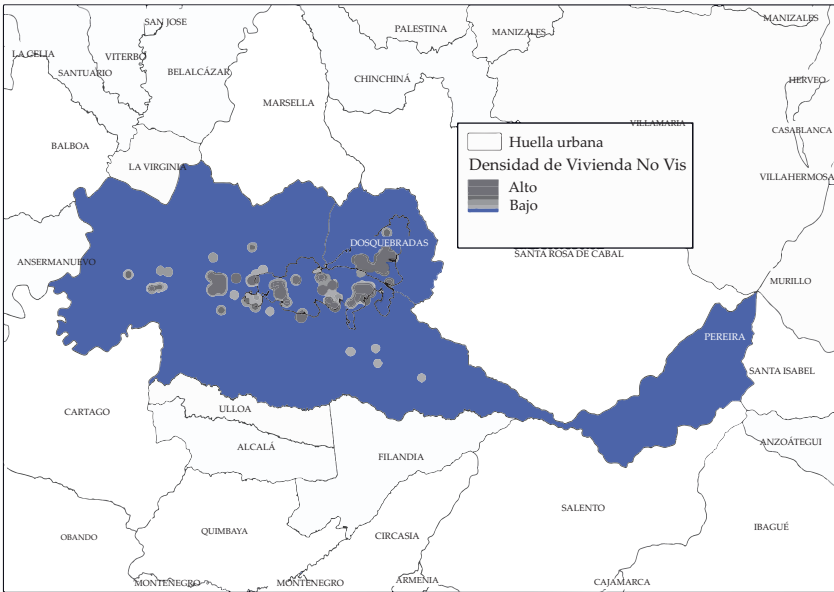 SAN JOSE
PALESTINA
MANIZALES
MANIZALES
LA CELIA
VITERBO
SANTUARIO
BELALCÁZAR
CHINCHINÁ
HERVEO
MARSELLA
VILLAMARIA
CASABLANCA
BALBOA
LA VIRGINIA
VILLAHERMOSA
Huella urbana
Densidad de Vivienda No Vis
Alto
Bajo
DOSQUEBRADAS
SANTA ROSA DE CABAL
ANSERMANUEVO
MURILLO
PEREIRA
SANTA ISABEL
CARTAGO
ULLOA
ALCALÁ
FILANDIA
ANZOÁTEGUI
SALENTO
OBANDO
QUIMBAYA
CIRCASIA
IBAGUÉ
MONTENEGRO
MONTENEGRO
ARMENIA
CAJAMARCA